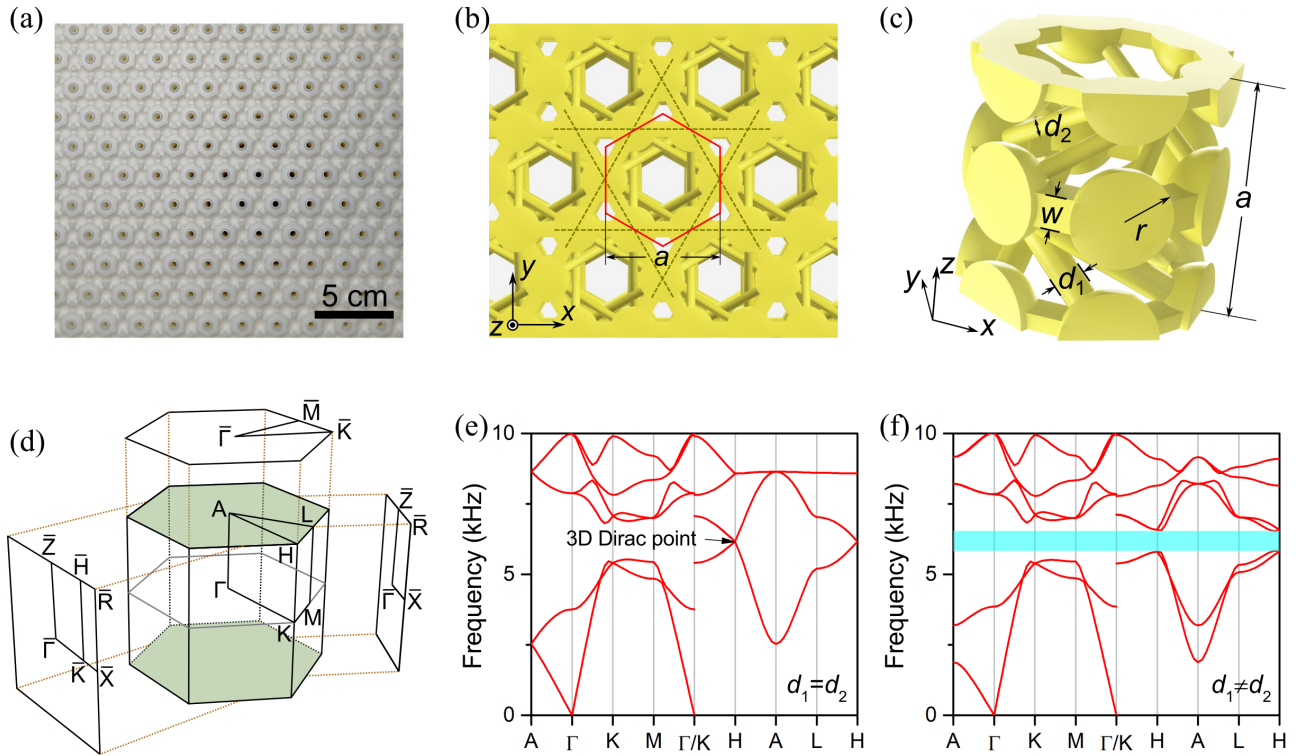 (a)
5 cm
(b)
a
y
z
x
(c)
d2
w
r
a
d1
z
y
x
(d)
M̅
Γ̅
K̅
A
L
H
Γ
M
K
Z̅
H̅
R̅
Γ̅
K̅
X̅
Z̅
R̅
Γ̅
X̅
(e)
10
5
0
Frequency (kHz)
3D Dirac point
d1=d2
A Γ K M Γ/K H A L H
(f)
10
5
0
Frequency (kHz)
d1≠d2
A Γ K M Γ/K H A L H